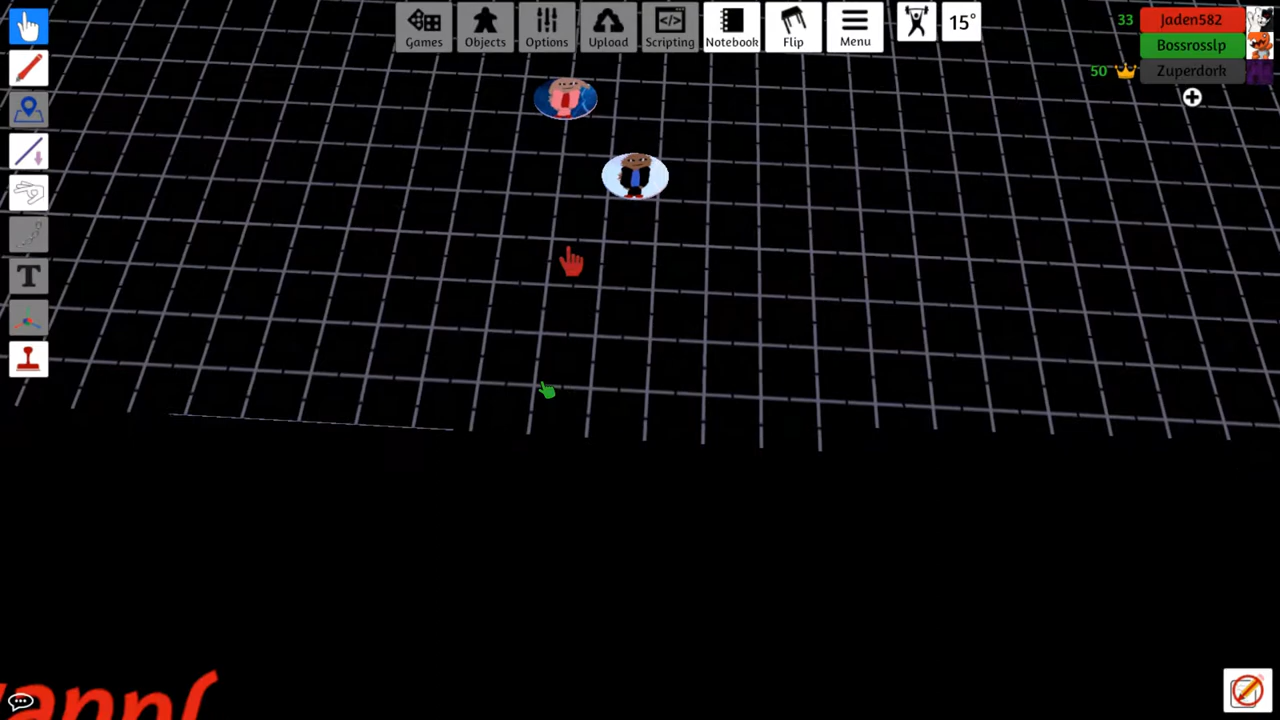 Games Objects Options Upload Scripting Notebook Flip Menu 15°
33 Jaden582
Bossrosslp
50 Zuperdork
T